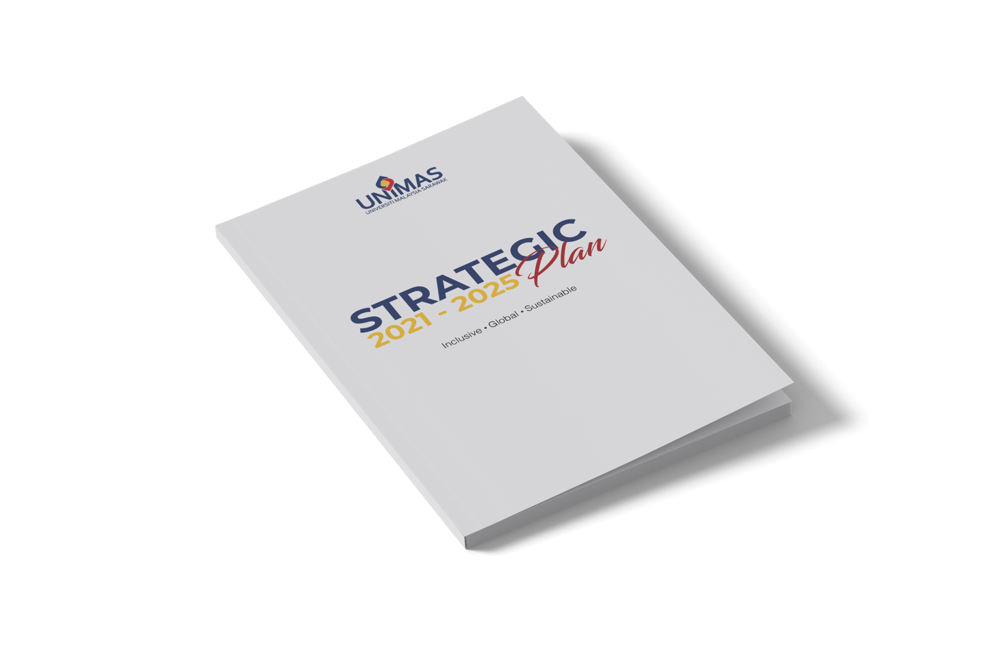 UNIMAS
UNIVERSITI MALAYSIA SARAWAK
STRATEGIC
Plan
2021 - 2025
Inclusive • Global • Sustainable